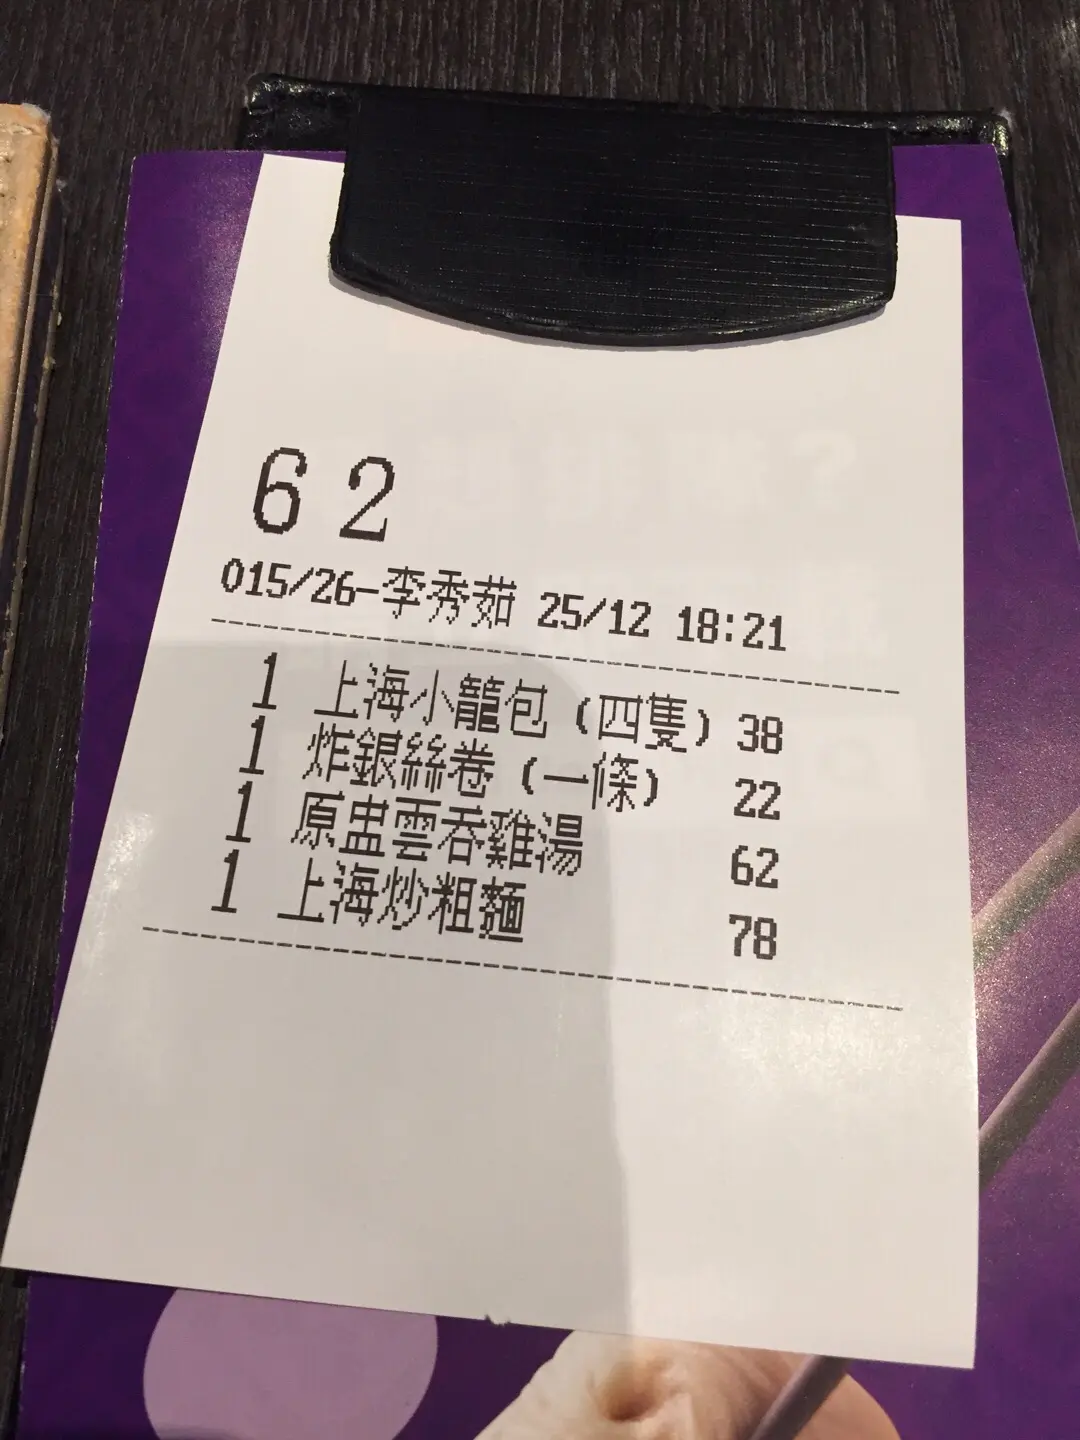 62
015/26-李秀茹 25/12 18:21
1 上海小籠包(四隻) 38
1 炸銀絲卷(一條) 22
1 原盅雲吞雞湯 62
1 上海炒粗麵 78